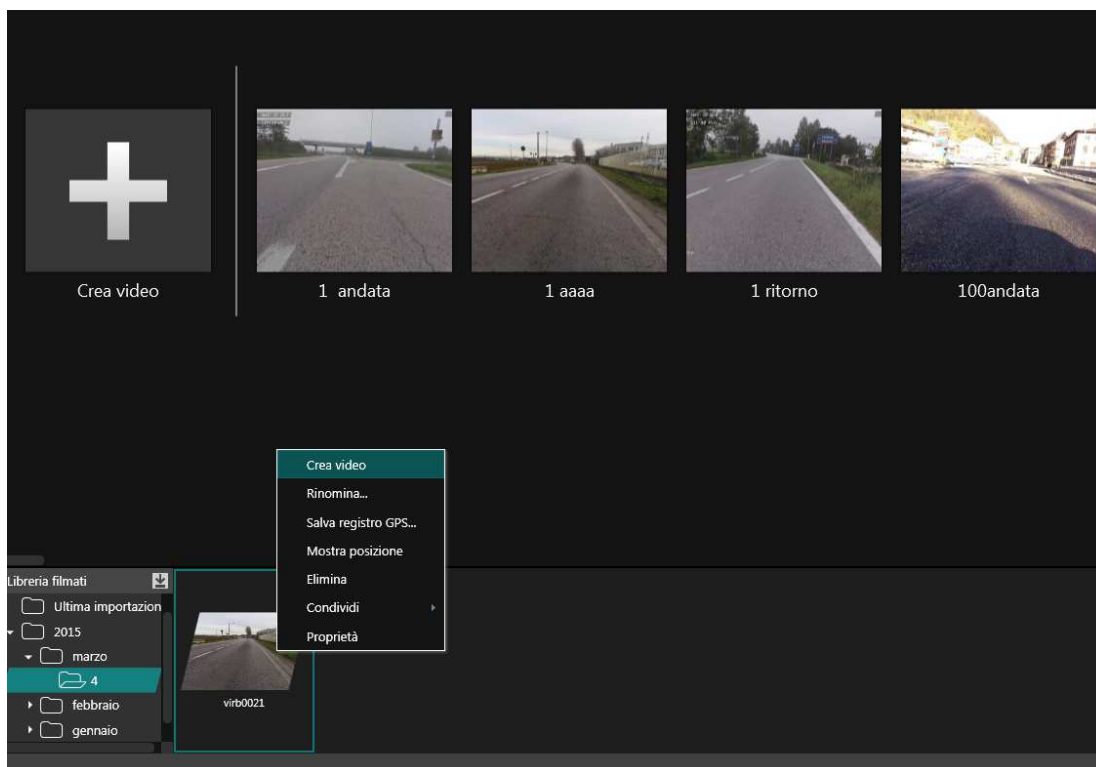 Crea video
1 andata
1 aaaa
1 ritorno
100andata
Crea video
Rinomina...
Salva registro GPS...
Mostra posizione
Elimina
Condividi
Proprietà
Libreria filmati
Ultima importazion
2015
marzo
4
febbraio
gennaio
virb0021